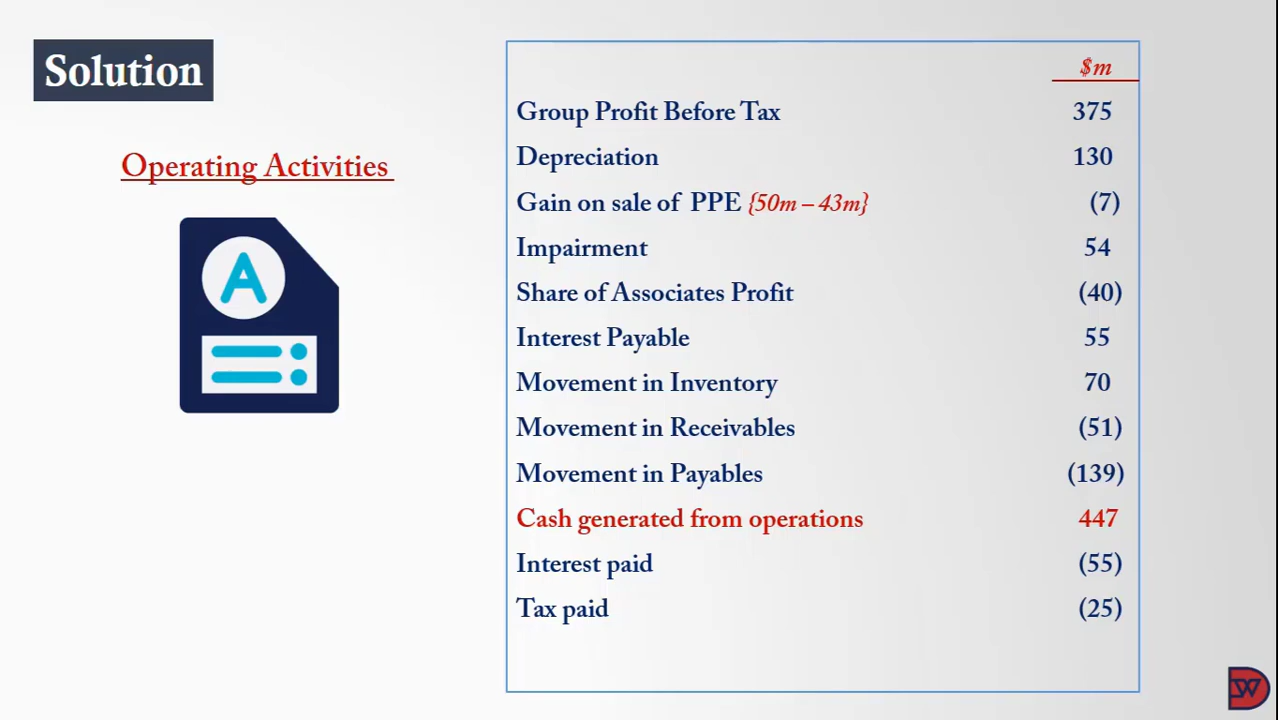 Solution
Operating Activities
A
$m
Group Profit Before Tax 375
Depreciation 130
Gain on sale of PPE {50m – 43m} (7)
Impairment 54
Share of Associates Profit (40)
Interest Payable 55
Movement in Inventory 70
Movement in Receivables (51)
Movement in Payables (139)
Cash generated from operations 447
Interest paid (55)
Tax paid (25)
DW